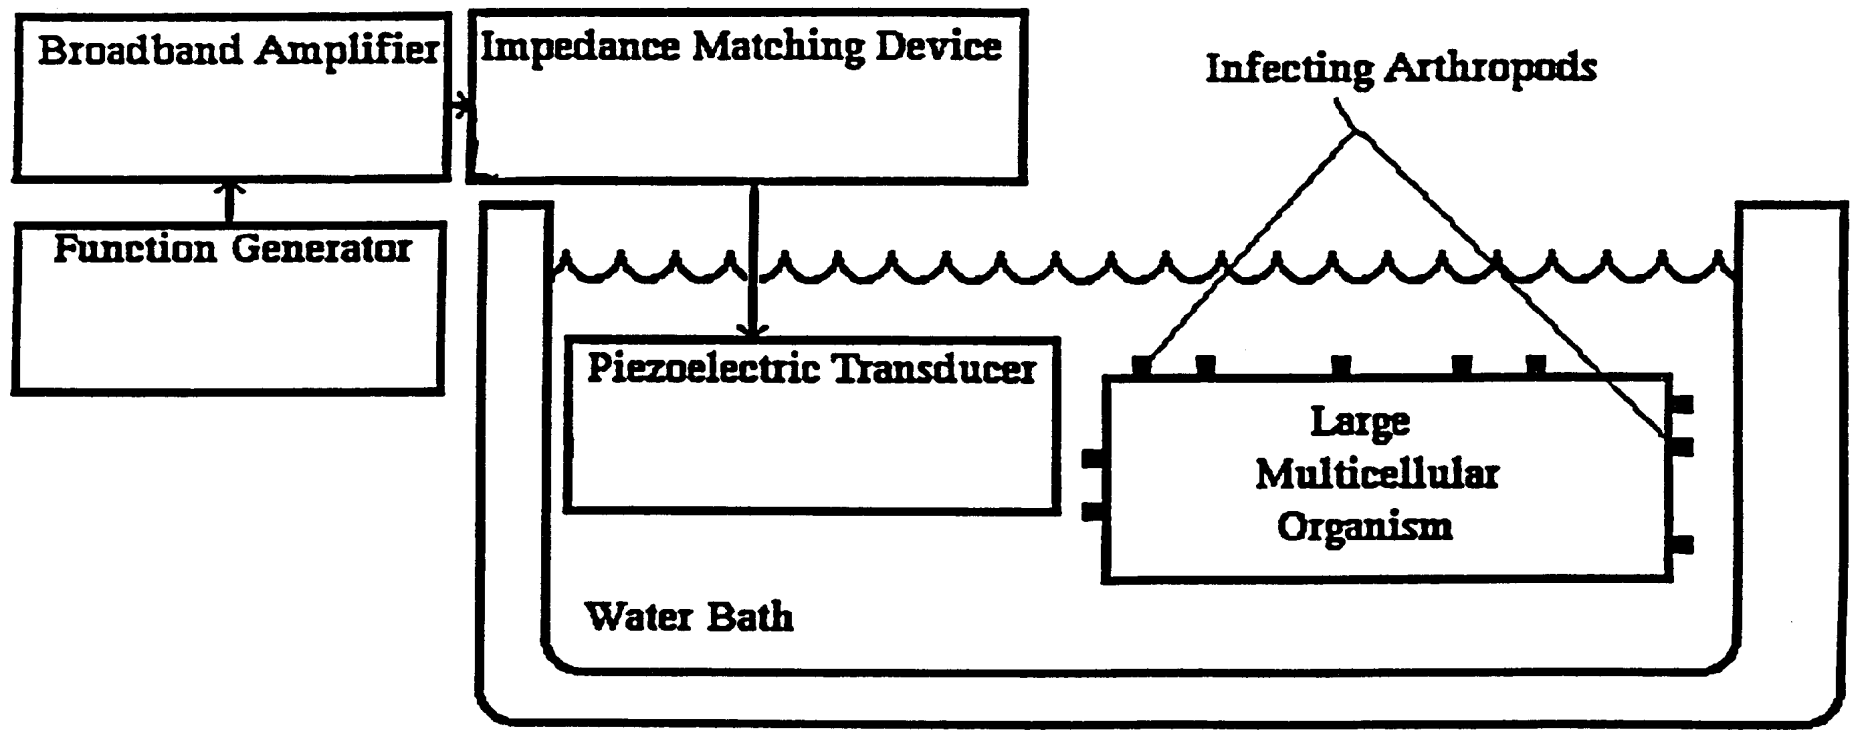 Broadband Amplifier
Impedance Matching Device
Infecting Arthropods
Function Generator
Piezoelectric Transducer
Large
Multicellular
Organism
Water Bath